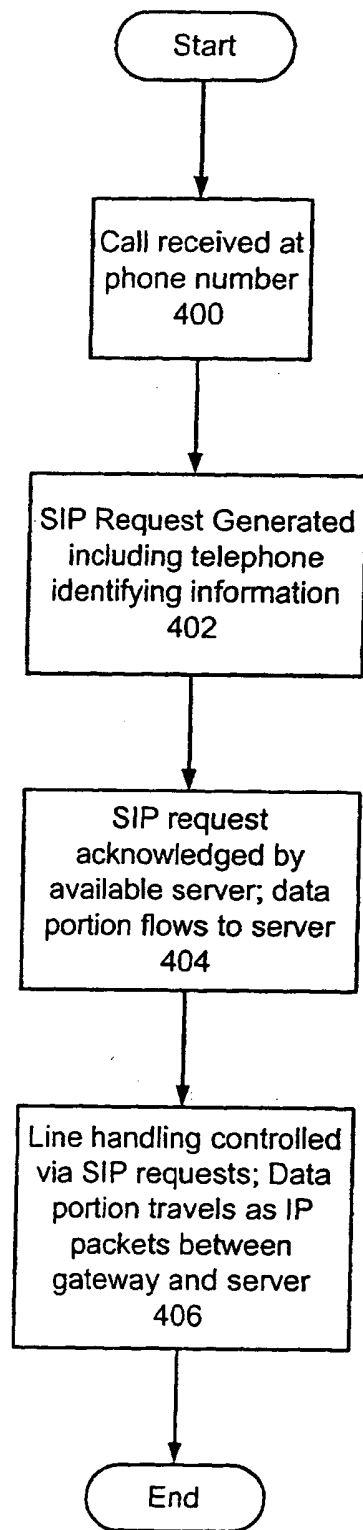 Start
Call received at
phone number
400
SIP Request Generated
including telephone
identifying information
402
SIP request
acknowledged by
available server; data
portion flows to server
404
Line handling controlled
via SIP requests; Data
portion travels as IP
packets between
gateway and server
406
End